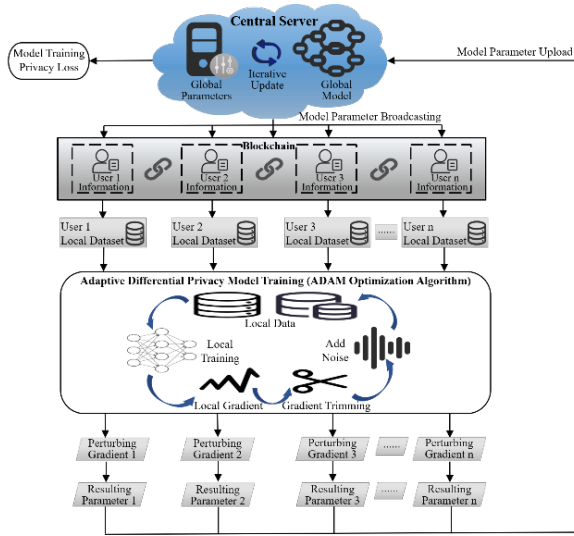 Central Server
Model Training
Privacy Loss
Model Parameter Upload
Global
Parameters
Iterative
Update
Global
Model
Model Parameter Broadcasting
Blockchain
User 1
Information
User 2
Information
User 3
Information
User n
Information
User 1
Local Dataset
User 2
Local Dataset
User 3
Local Dataset
......
User n
Local Dataset
Adaptive Differential Privacy Model Training (ADAM Optimization Algorithm)
Local Data
Local
Training
Add
Noise
Local Gradient
Gradient Trimming
Perturbing
Gradient 1
Perturbing
Gradient 2
Perturbing
Gradient 3
......
Perturbing
Gradient n
Resulting
Parameter 1
Resulting
Parameter 2
Resulting
Parameter 3
......
Resulting
Parameter n